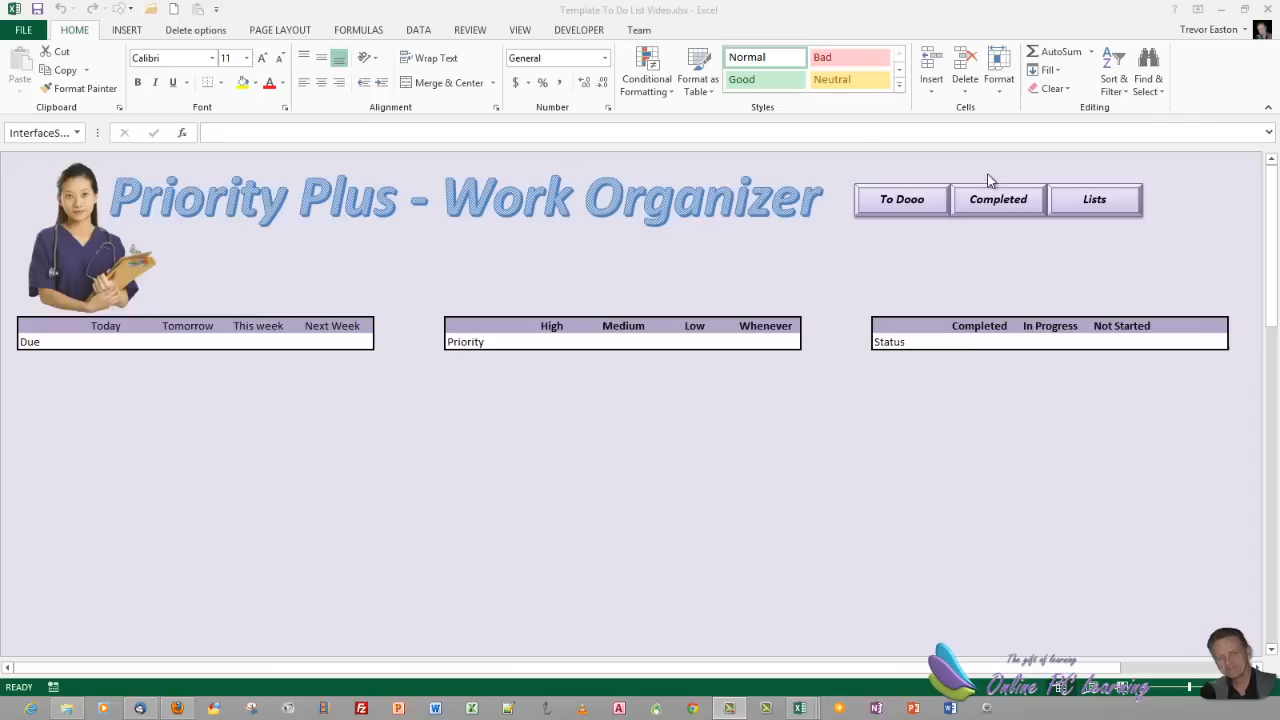 Template To Do List Video.xlsx - Excel
FILE HOME INSERT Delete options PAGE LAYOUT FORMULAS DATA REVIEW VIEW DEVELOPER Team Trevor Easton
Paste Cut Copy Format Painter Clipboard
Calibri 11 B I U A A A Font
Wrap Text Merge & Center Alignment
General $ % , Number
Conditional Formatting Format as Table Normal Bad Good Neutral Styles
Insert Delete Format Cells
AutoSum Fill Clear Sort & Filter Find & Select Editing
InterfaceS... fx
Priority Plus - Work Organizer
To Dooo Completed Lists
Today Tomorrow This week Next Week
Due
High Medium Low Whenever
Priority
Completed In Progress Not Started
Status
The gift of learning
Online PC Learning
READY